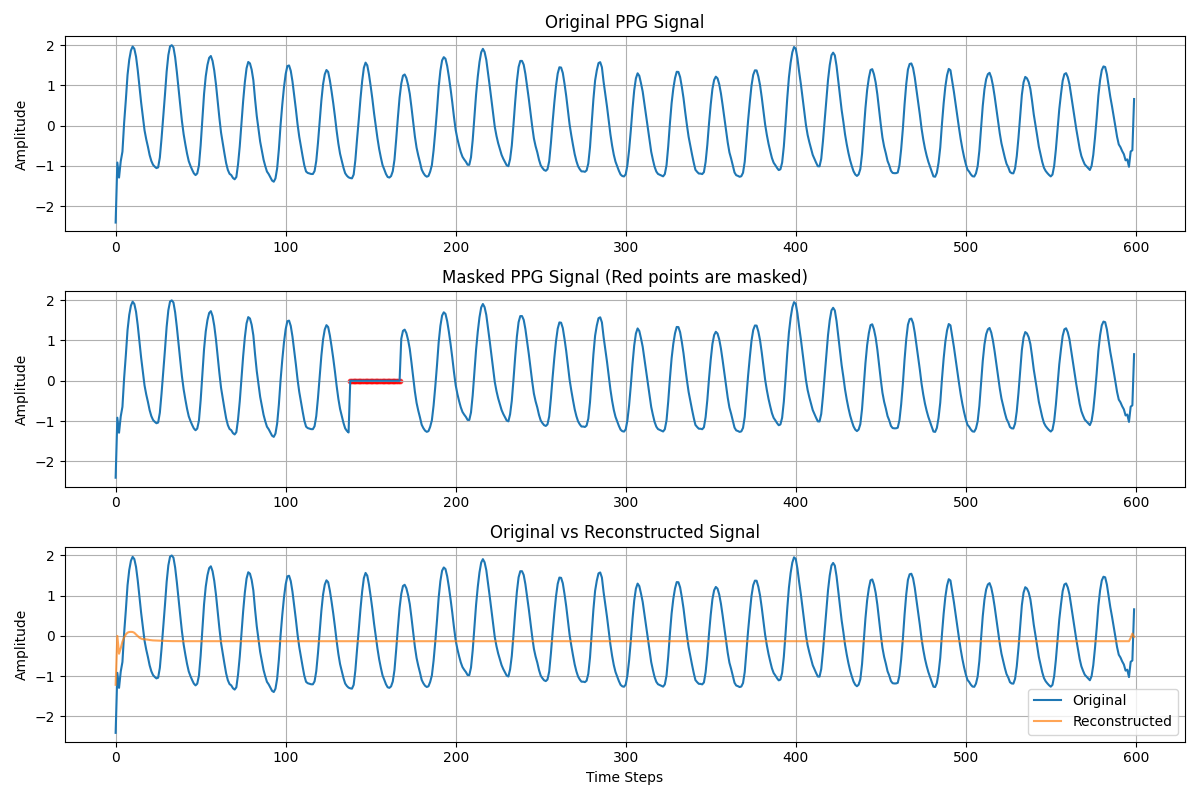 Original PPG Signal
Amplitude
2
1
0
−1
−2
0 100 200 300 400 500 600
Masked PPG Signal (Red points are masked)
Amplitude
2
1
0
−1
−2
0 100 200 300 400 500 600
Original vs Reconstructed Signal
Amplitude
2
1
0
−1
−2
Original
Reconstructed
0 100 200 300 400 500 600
Time Steps